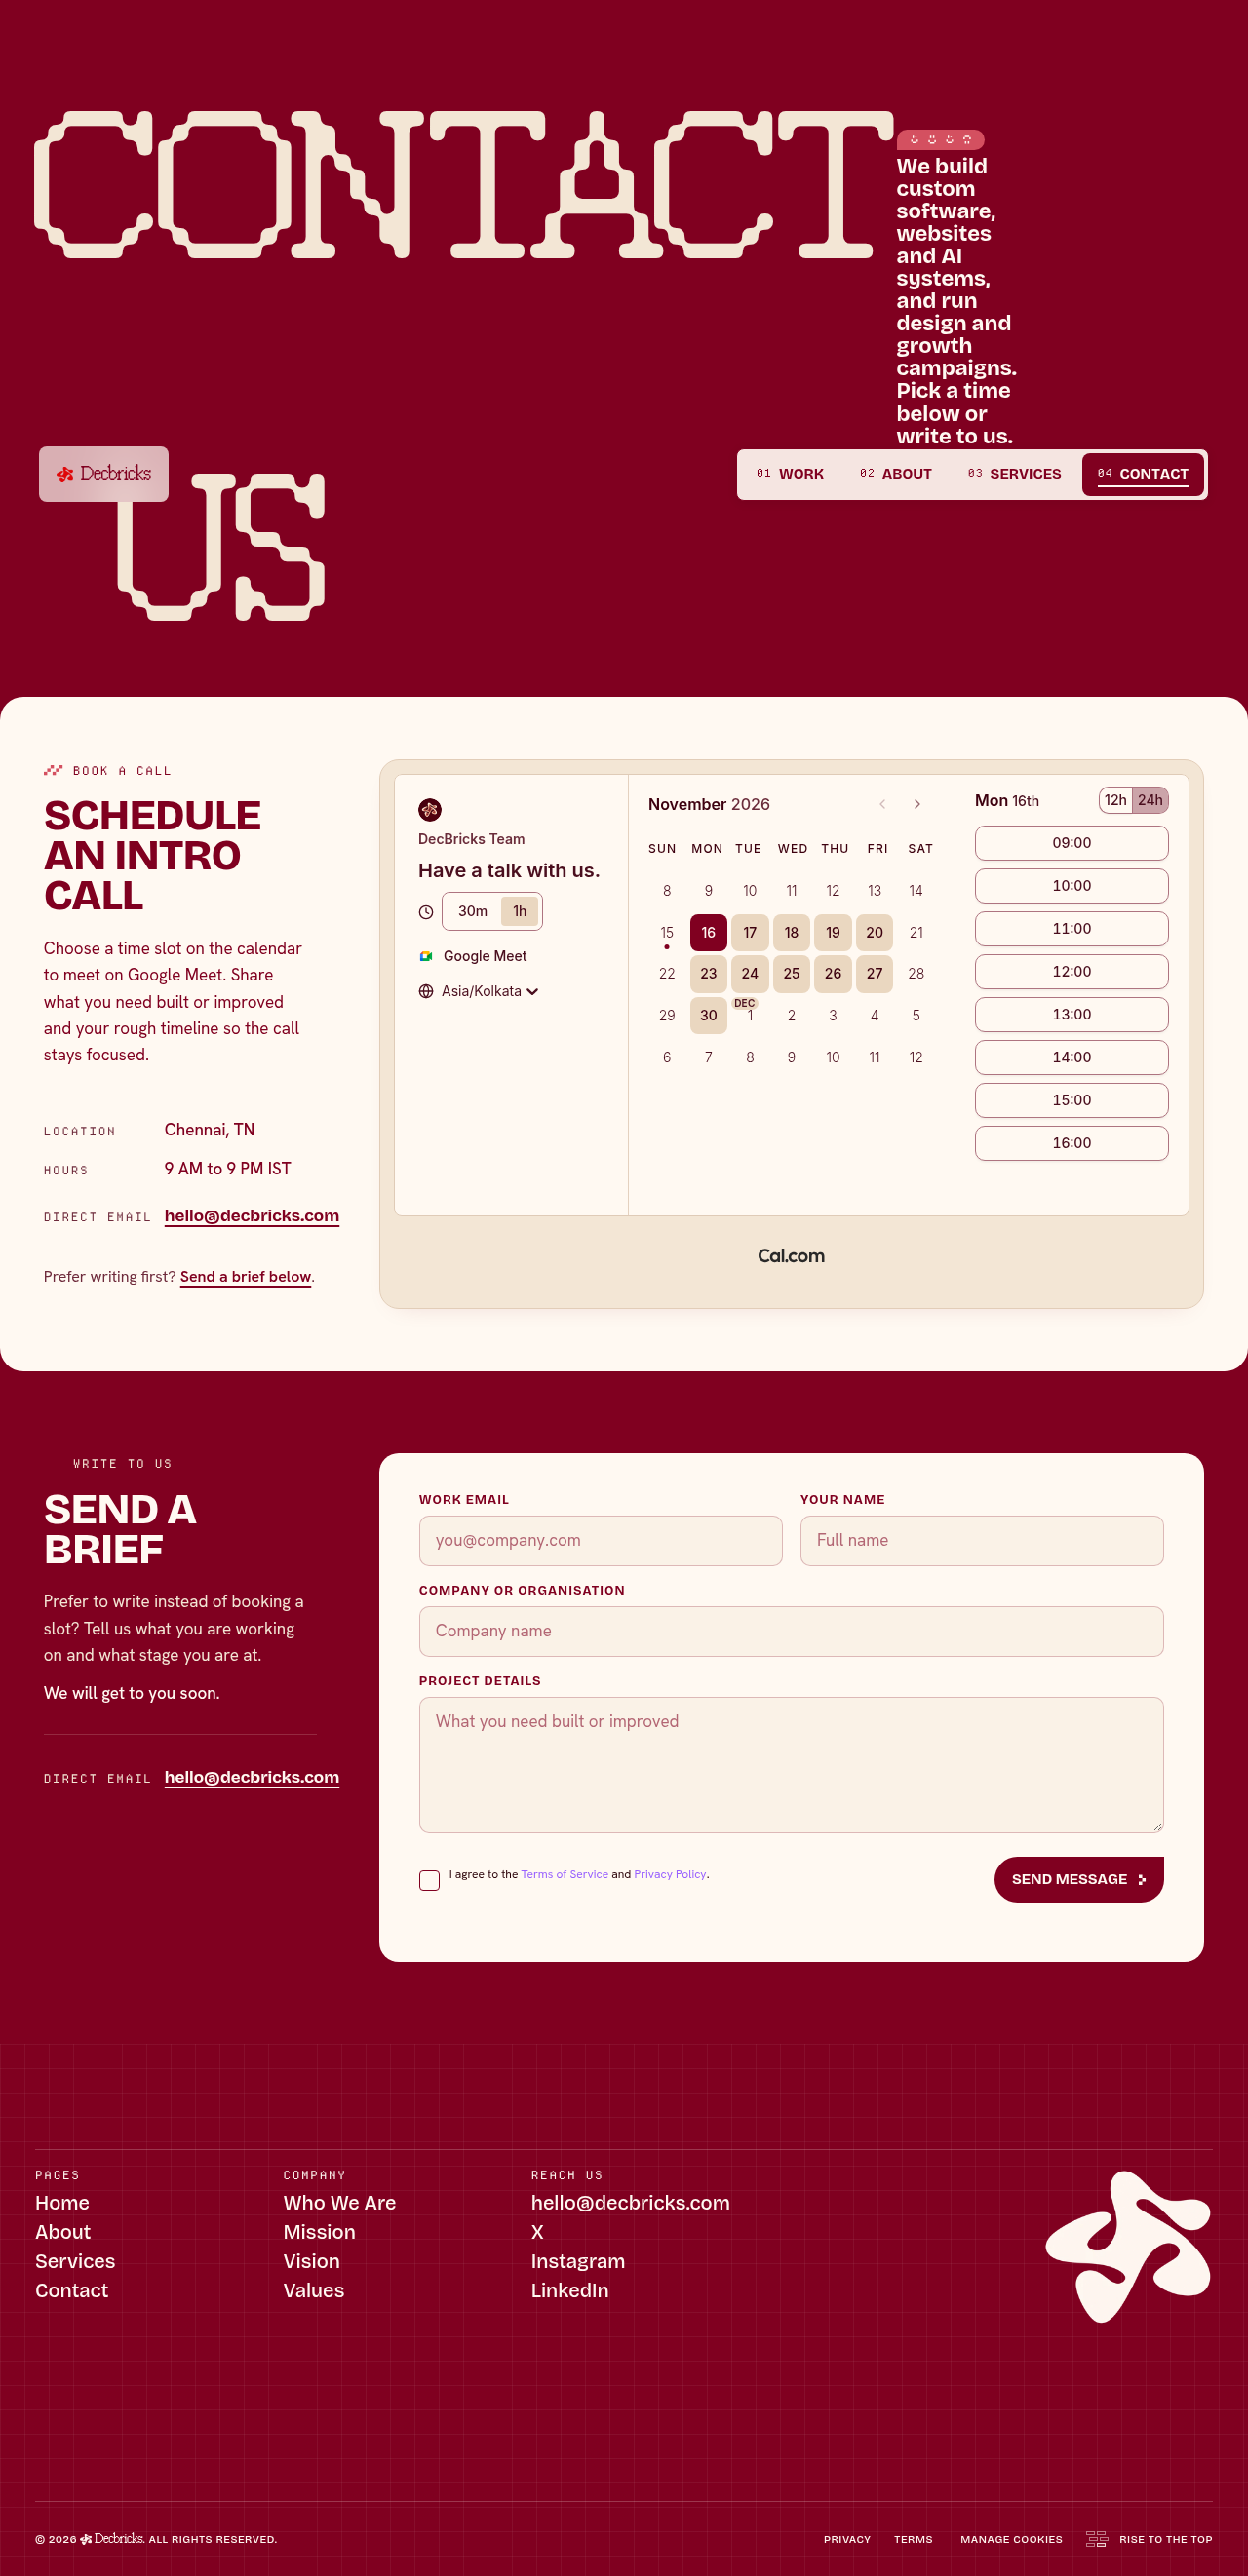 CONTACT
We build
custom
software,
websites
and AI
systems,
and run
design and
growth
campaigns.
Pick a time
below or
write to us.
Decbricks
01 WORK
02 ABOUT
03 SERVICES
04 CONTACT
US
BOOK A CALL
SCHEDULE
AN INTRO
CALL
Choose a time slot on the calendar
to meet on Google Meet. Share
what you need built or improved
and your rough timeline so the call
stays focused.
LOCATION Chennai, TN
HOURS 9 AM to 9 PM IST
DIRECT EMAIL hello@decbricks.com
Prefer writing first? Send a brief below.
DecBricks Team
Have a talk with us.
30m 1h
Google Meet
Asia/Kolkata
November 2026
SUN MON TUE WED THU FRI SAT
8 9 10 11 12 13 14
15 16 17 18 19 20 21
22 23 24 25 26 27 28
DEC
29 30 1 2 3 4 5
6 7 8 9 10 11 12
Mon 16th
12h 24h
09:00
10:00
11:00
12:00
13:00
14:00
15:00
16:00
Cal.com
WRITE TO US
SEND A
BRIEF
Prefer to write instead of booking a
slot? Tell us what you are working
on and what stage you are at.
We will get to you soon.
DIRECT EMAIL hello@decbricks.com
WORK EMAIL
you@company.com
YOUR NAME
Full name
COMPANY OR ORGANISATION
Company name
PROJECT DETAILS
What you need built or improved
I agree to the Terms of Service and Privacy Policy.
SEND MESSAGE
PAGES
Home
About
Services
Contact
COMPANY
Who We Are
Mission
Vision
Values
REACH US
hello@decbricks.com
X
Instagram
LinkedIn
© 2026 Decbricks. ALL RIGHTS RESERVED.
PRIVACY
TERMS
MANAGE COOKIES
RISE TO THE TOP